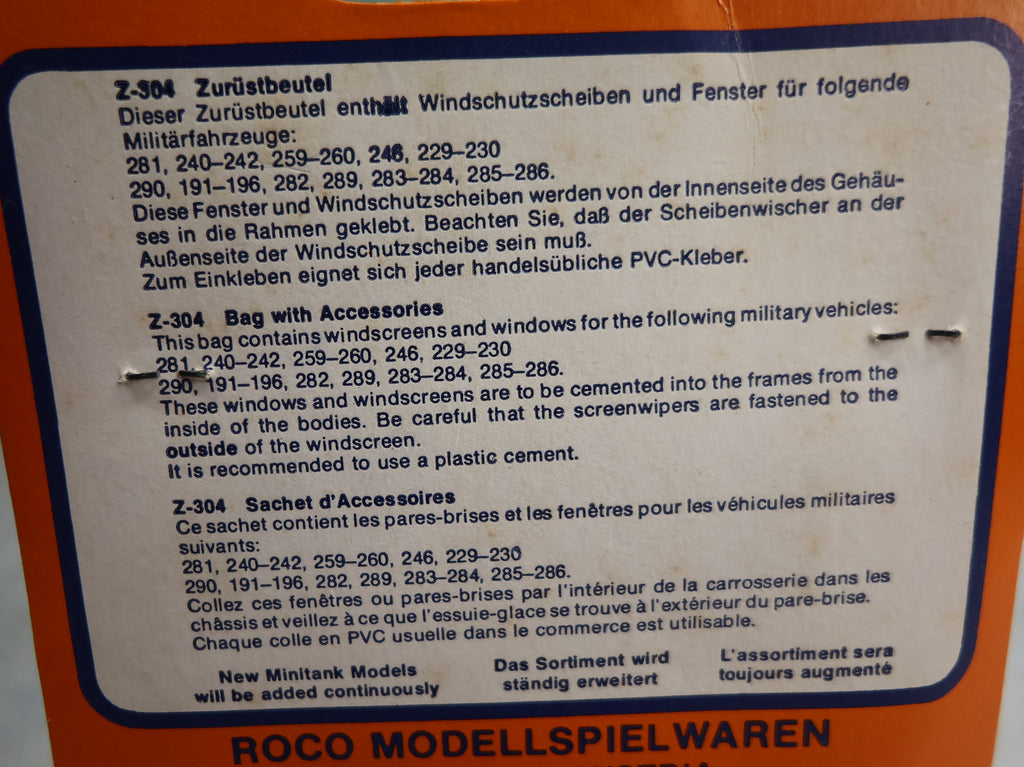 Z-304 Zurüstbeutel
Dieser Zurüstbeutel enthält Windschutzscheiben und Fenster für folgende
Militärfahrzeuge:
281, 240–242, 259–260, 246, 229–230
290, 191–196, 282, 289, 283–284, 285–286.
Diese Fenster und Windschutzscheiben werden von der Innenseite des Gehäu-
ses in die Rahmen geklebt. Beachten Sie, daß der Scheibenwischer an der
Außenseite der Windschutzscheibe sein muß.
Zum Einkleben eignet sich jeder handelsübliche PVC-Kleber.
Z-304 Bag with Accessories
This bag contains windscreens and windows for the following military vehicles:
281, 240–242, 259–260, 246, 229–230
290, 191–196, 282, 289, 283–284, 285–286.
These windows and windscreens are to be cemented into the frames from the
inside of the bodies. Be careful that the screenwipers are fastened to the
outside of the windscreen.
It is recommended to use a plastic cement.
Z-304 Sachet d'Accessoires
Ce sachet contient les pares-brises et les fenêtres pour les véhicules militaires
suivants:
281, 240–242, 259–260, 246, 229–230
290, 191–196, 282, 289, 283–284, 285–286.
Collez ces fenêtres ou pares-brises par l'intérieur de la carrosserie dans les
châssis et veillez à ce que l'essuie-glace se trouve à l'extérieur du pare-brise.
Chaque colle en PVC usuelle dans le commerce est utilisable.
New Minitank Models
will be added continuously
Das Sortiment wird
ständig erweitert
L'assortiment sera
toujours augmenté
ROCO MODELLSPIELWAREN